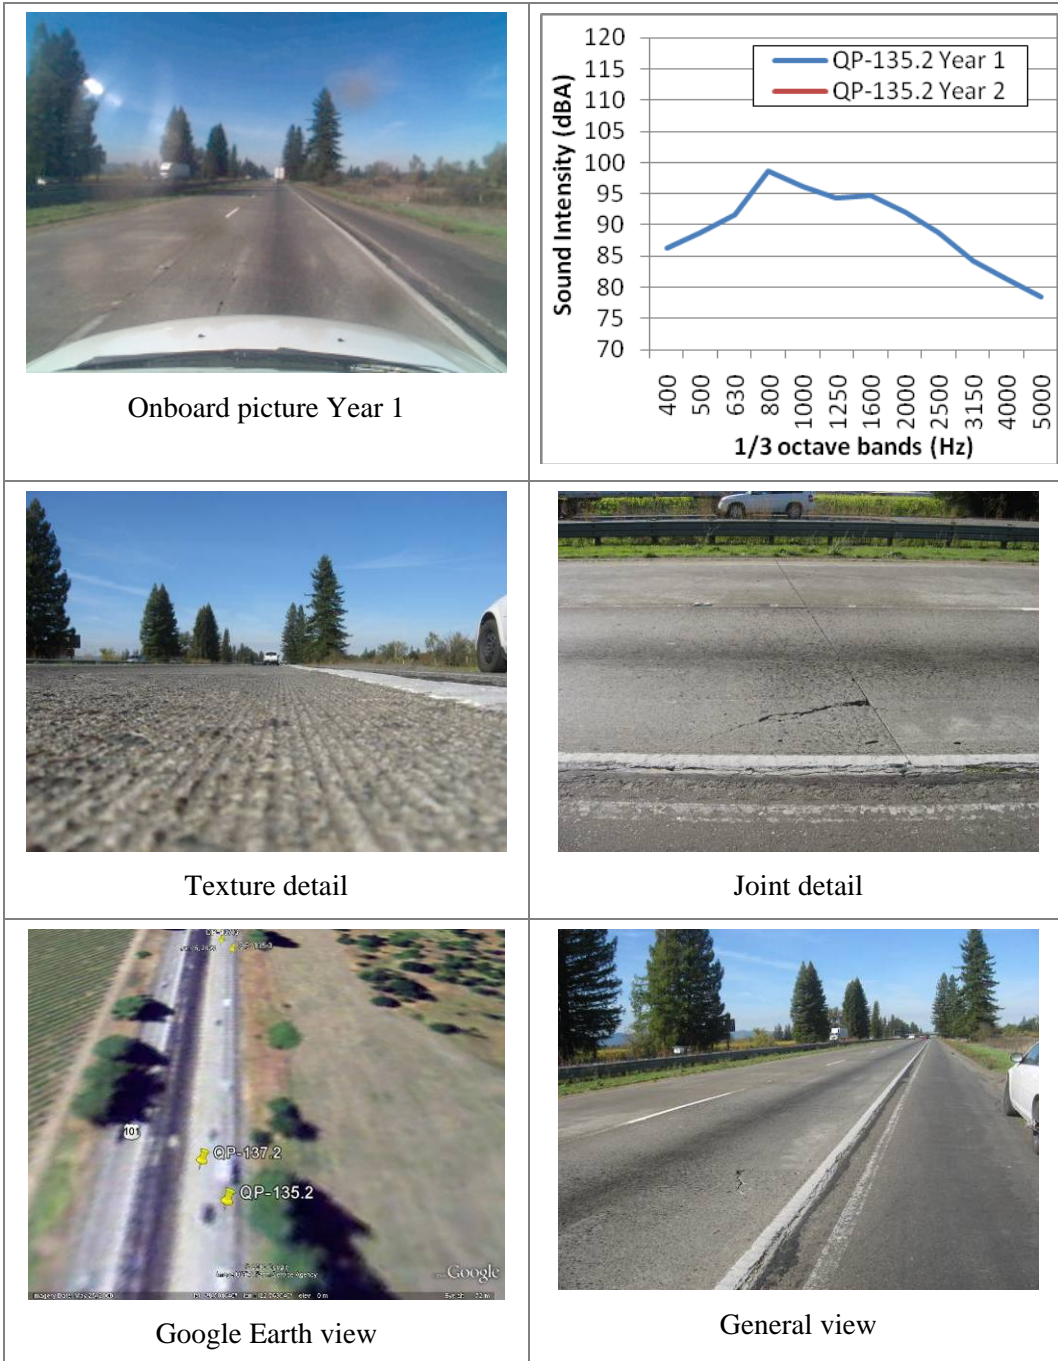 120
115
110
105
100
95
90
85
80
75
70
Sound Intensity (dBA)
QP-135.2 Year 1
QP-135.2 Year 2
400
500
630
800
1000
1250
1600
2000
2500
3150
4000
5000
1/3 octave bands (Hz)
Onboard picture Year 1
Texture detail
Joint detail
101
QP-137.2
QP-135.2
Google
Google Earth view
General view